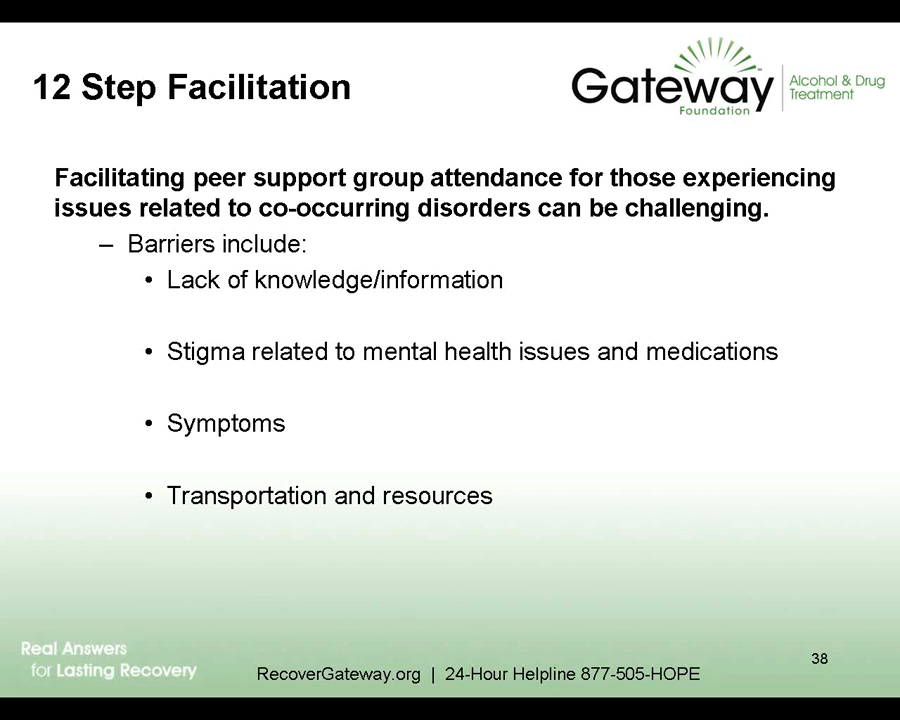 12 Step Facilitation
Gateway
Foundation
Alcohol & Drug
Treatment
Facilitating peer support group attendance for those experiencing
issues related to co-occurring disorders can be challenging.
– Barriers include:
• Lack of knowledge/information
• Stigma related to mental health issues and medications
• Symptoms
• Transportation and resources
Real Answers
for Lasting Recovery
RecoverGateway.org | 24-Hour Helpline 877-505-HOPE
38